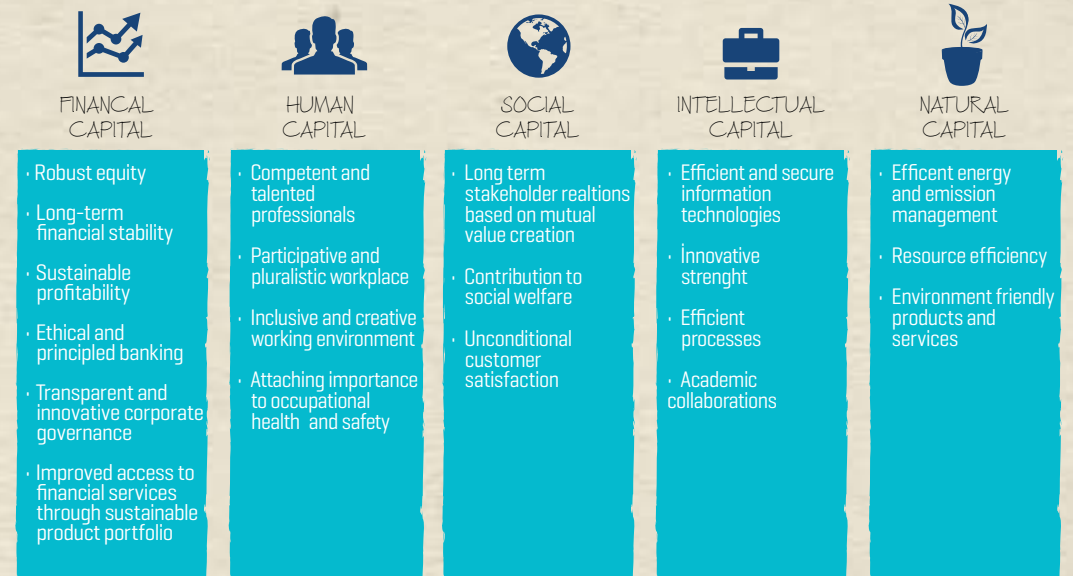 FINANCAL
CAPITAL
· Robust equity
· Long-term
financial stability
· Sustainable
profitability
· Ethical and
principled banking
· Transparent and
innovative corporate
governance
· Improved access to
financial services
through sustainable
product portfolio
HUMAN
CAPITAL
· Competent and
talented
professionals
· Participative and
pluralistic workplace
· Inclusive and creative
working environment
· Attaching importance
to occupational
health  and safety
SOCIAL
CAPITAL
· Long term
stakeholder realtions
based on mutual
value creation
· Contribution to
social welfare
· Unconditional
customer
satisfaction
INTELLECTUAL
CAPITAL
· Efficient and secure
information
technologies
· İnnovative
strenght
· Efficient
processes
· Academic
collaborations
NATURAL
CAPITAL
· Efficent energy
and emission
management
· Resource efficiency
· Environment friendly
products and
services